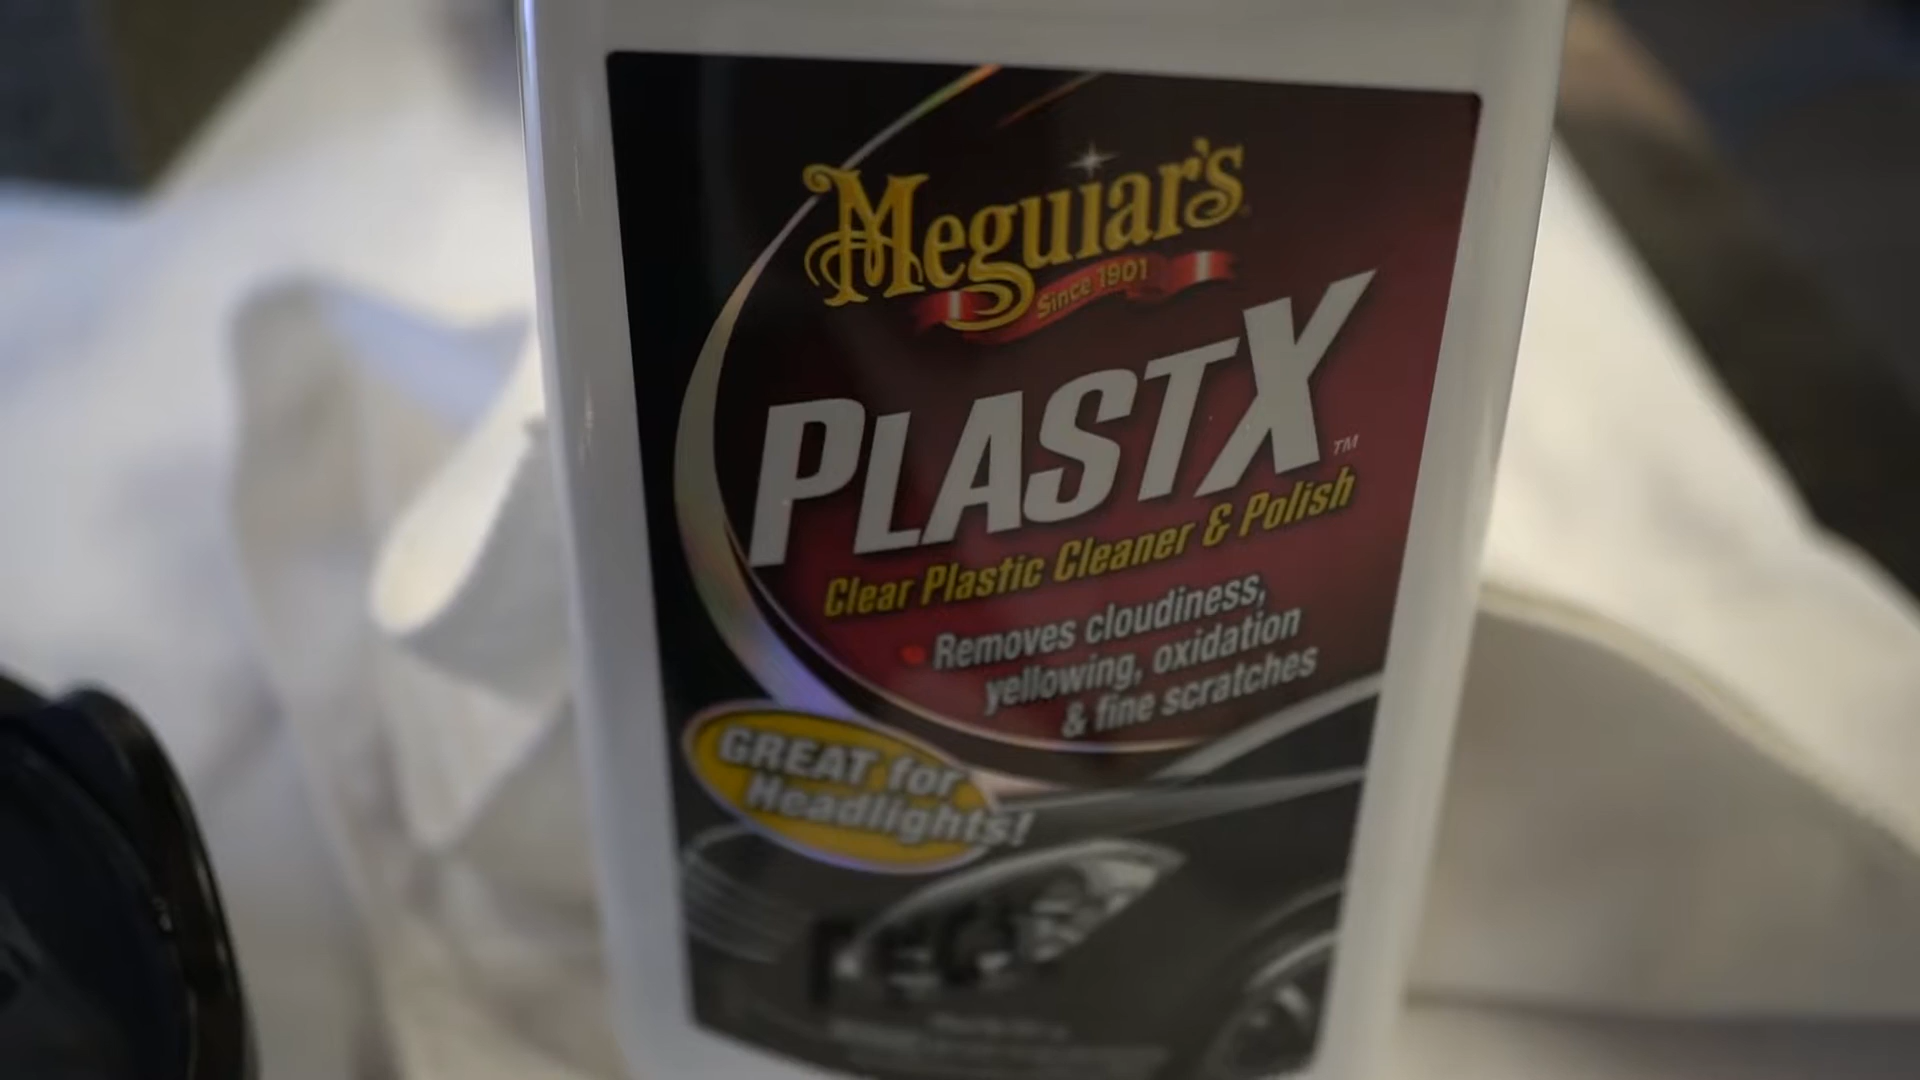 Meguiar's
Since 1901
PLASTX™
Clear Plastic Cleaner & Polish
Removes cloudiness,
yellowing, oxidation
& fine scratches
GREAT for
Headlights!